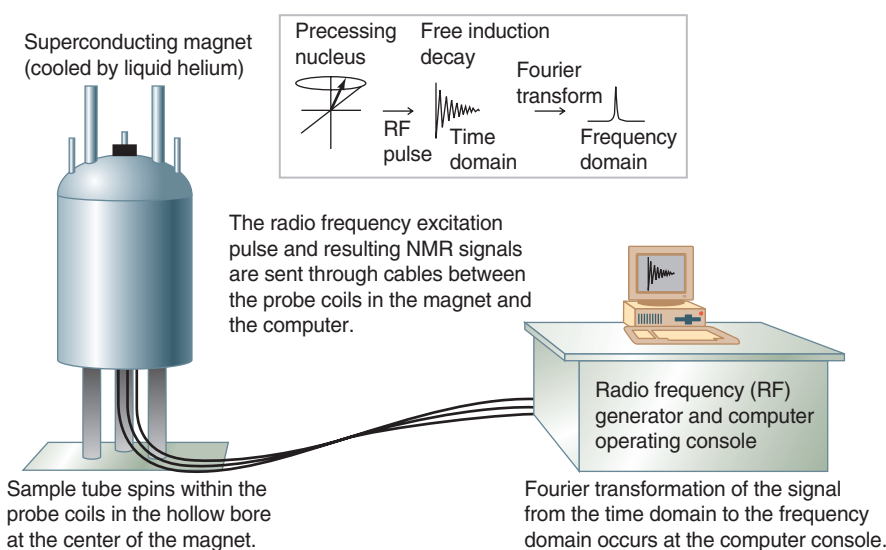 Superconducting magnet
(cooled by liquid helium)
Precessing
nucleus
RF
pulse
Free induction
decay
Time
domain
Fourier
transform
Frequency
domain
The radio frequency excitation
pulse and resulting NMR signals
are sent through cables between
the probe coils in the magnet and
the computer.
Radio frequency (RF)
generator and computer
operating console
Sample tube spins within the
probe coils in the hollow bore
at the center of the magnet.
Fourier transformation of the signal
from the time domain to the frequency
domain occurs at the computer console.